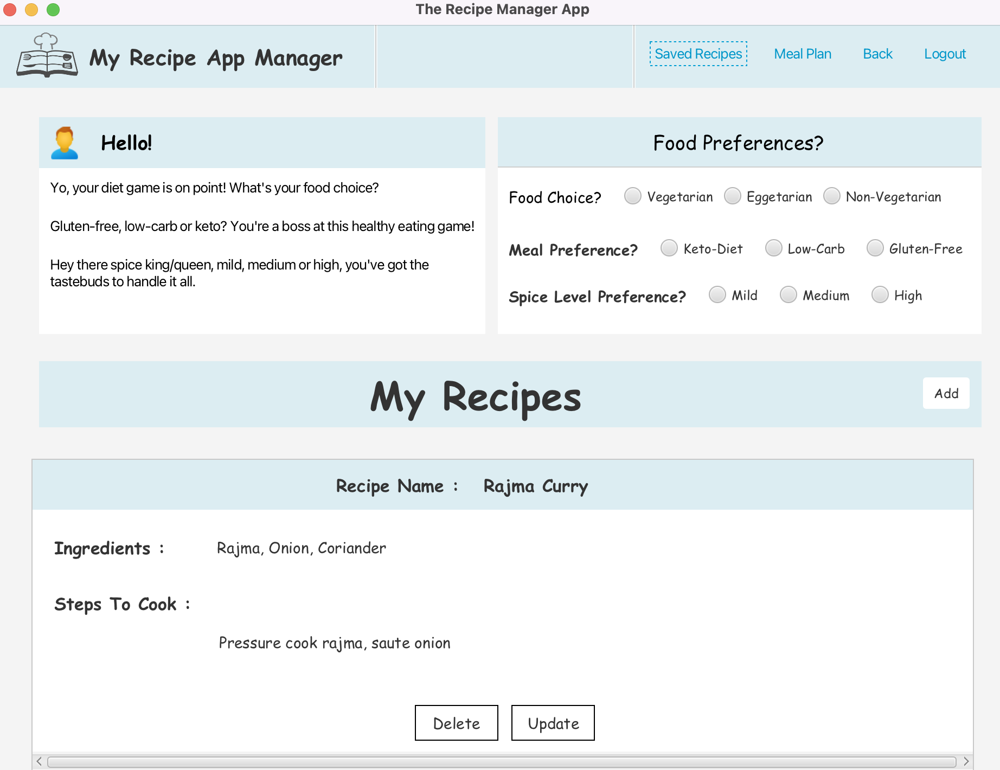 The Recipe Manager App
My Recipe App Manager
Saved Recipes Meal Plan Back Logout
Hello!
Yo, your diet game is on point! What's your food choice?
Gluten-free, low-carb or keto? You're a boss at this healthy eating game!
Hey there spice king/queen, mild, medium or high, you've got the
tastebuds to handle it all.
Food Preferences?
Food Choice? Vegetarian Eggetarian Non-Vegetarian
Meal Preference? Keto-Diet Low-Carb Gluten-Free
Spice Level Preference? Mild Medium High
My Recipes
Add
Recipe Name : Rajma Curry
Ingredients : Rajma, Onion, Coriander
Steps To Cook :
Pressure cook rajma, saute onion
Delete Update